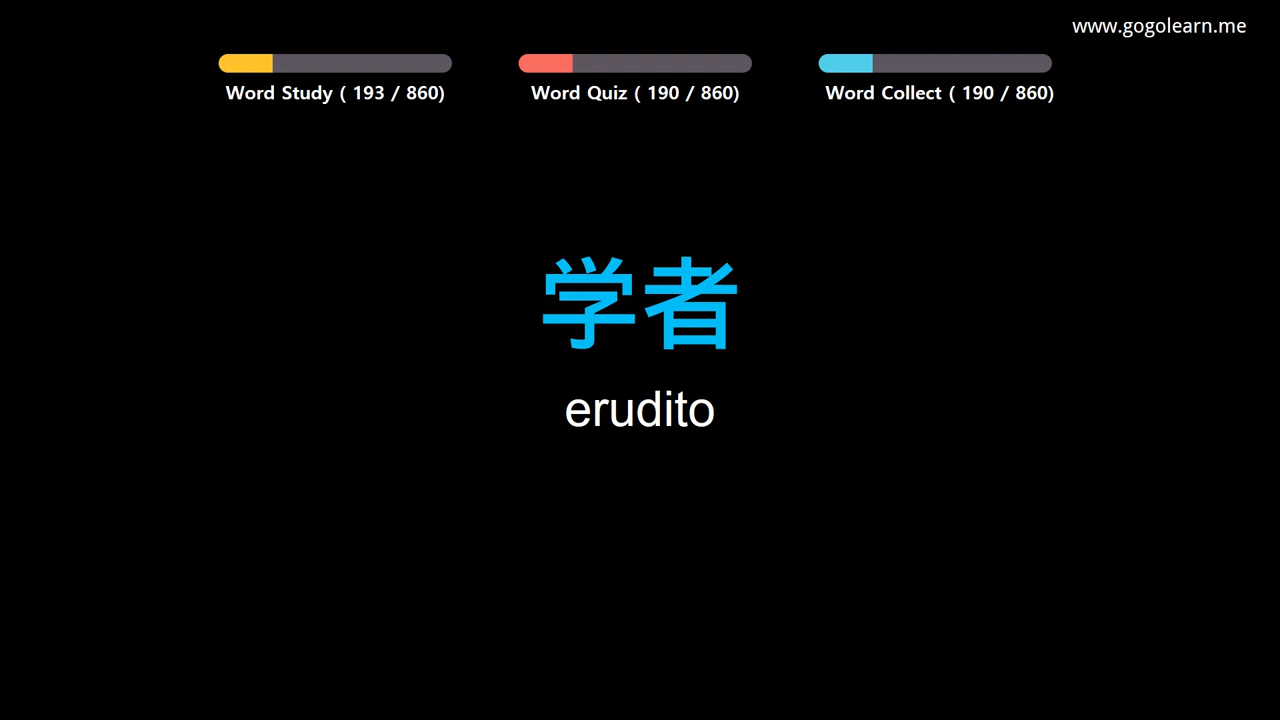 www.gogolearn.me
Word Study ( 193 / 860)
Word Quiz ( 190 / 860)
Word Collect ( 190 / 860)
学者
erudito